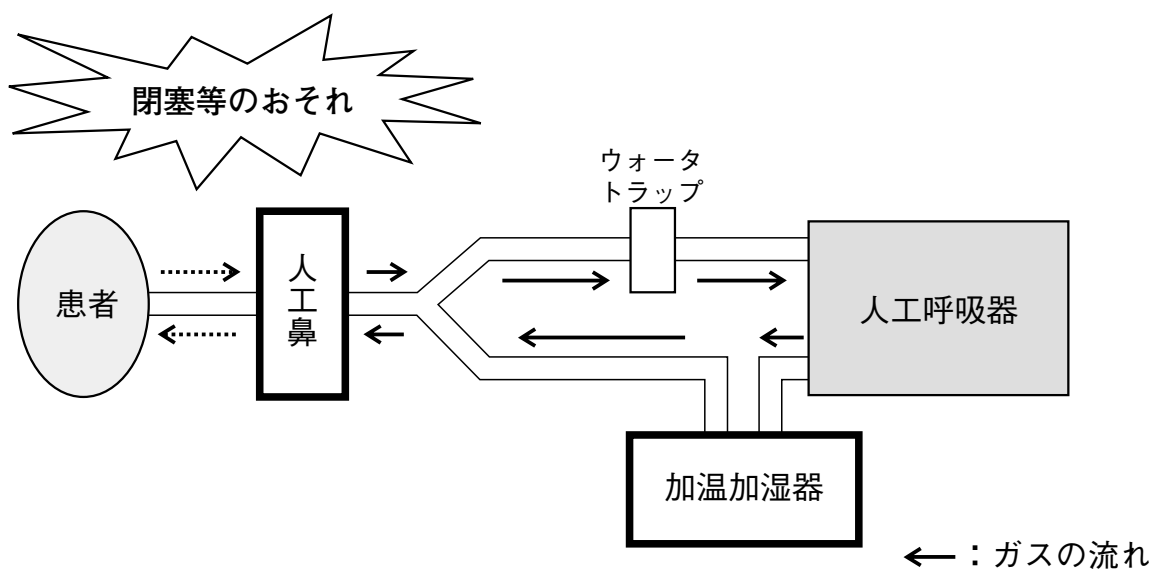 閉塞等のおそれ
ウォータ
トラップ
患者
人工鼻
人工呼吸器
加温加湿器
：ガスの流れ